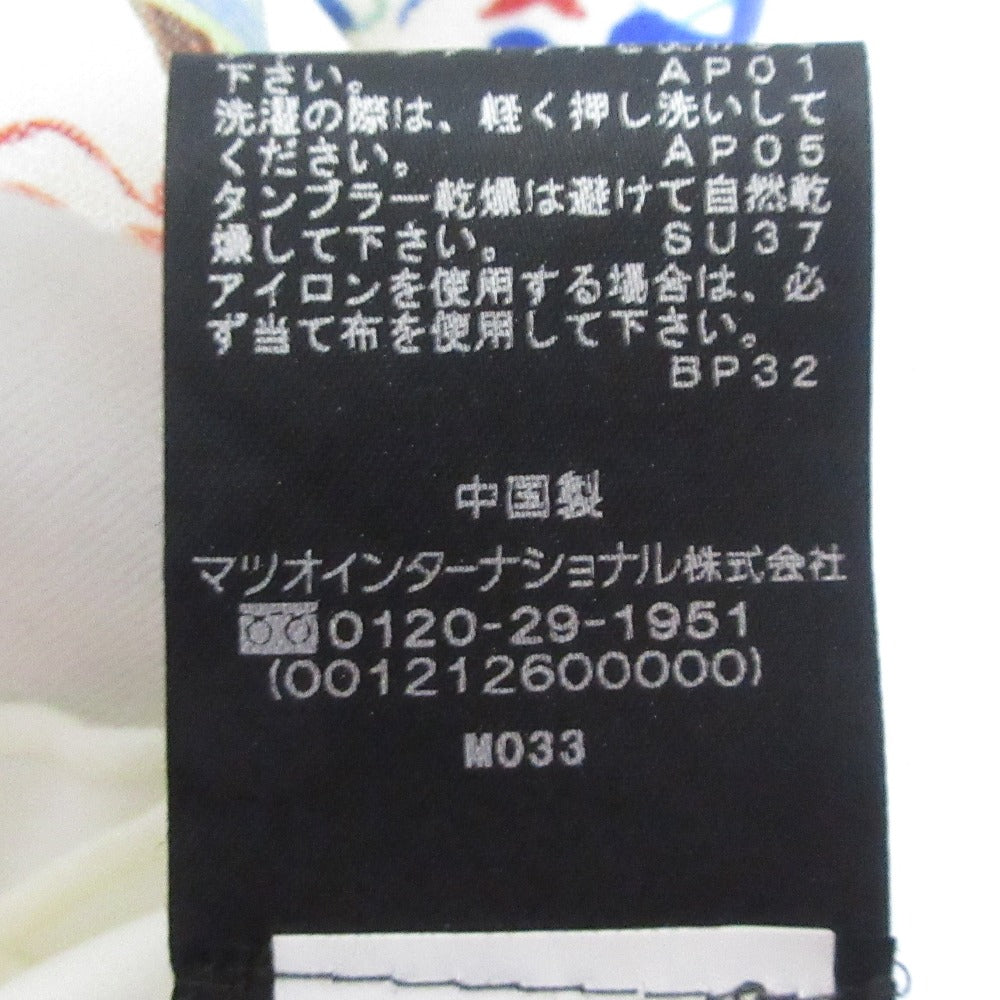 下さい。 AP01
洗濯の際は、軽く押し洗いして
ください。 AP05
タンブラー乾燥は避けて自然乾
燥して下さい。 SU37
アイロンを使用する場合は、必
ず当て布を使用して下さい。
BP32
中国製
マツオインターナショナル株式会社
0120-29-1951
(001212600000)
M033